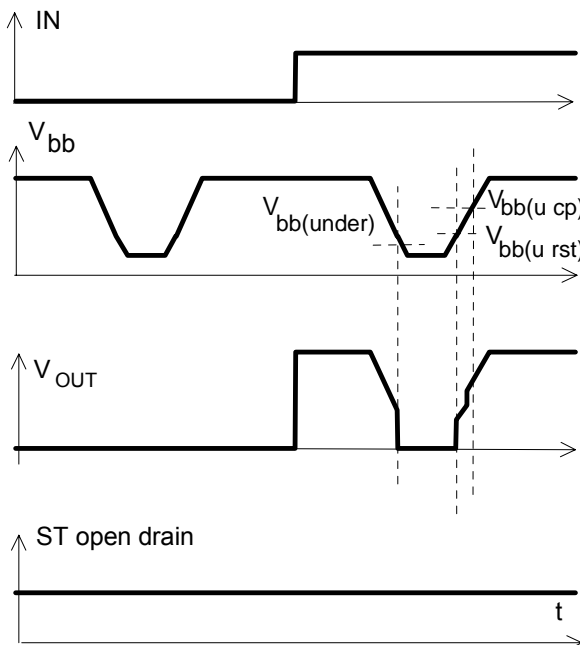 IN
V bb
V bb(under)
V bb(u cp)
V bb(u rst)
V OUT
ST open drain
t